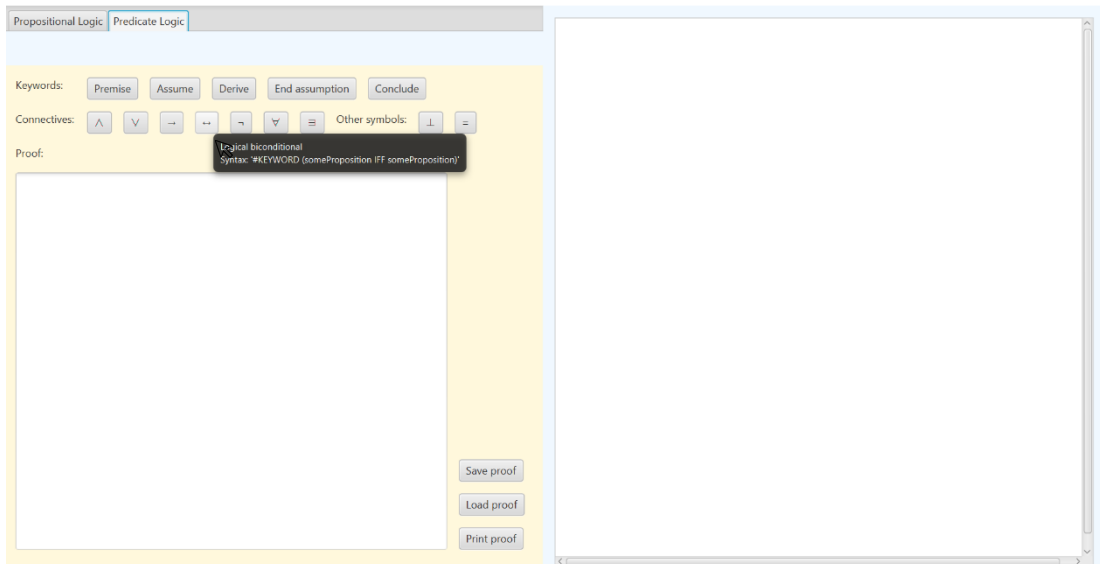 Propositional Logic Predicate Logic
Keywords: Premise Assume Derive End assumption Conclude
Connectives: ∧ ∨ → ↔ ¬ ∀ ∃ Other symbols: ⊥ =
Logical biconditional
Syntax: '#KEYWORD (someProposition IFF someProposition)'
Proof:
Save proof
Load proof
Print proof